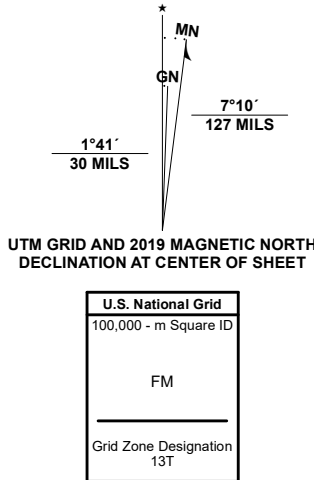 ★
MN
GN
7°10´
127 MILS
1°41´
30 MILS
UTM GRID AND 2019 MAGNETIC NORTH
DECLINATION AT CENTER OF SHEET
U.S. National Grid
100,000 - m Square ID
FM
Grid Zone Designation
13T